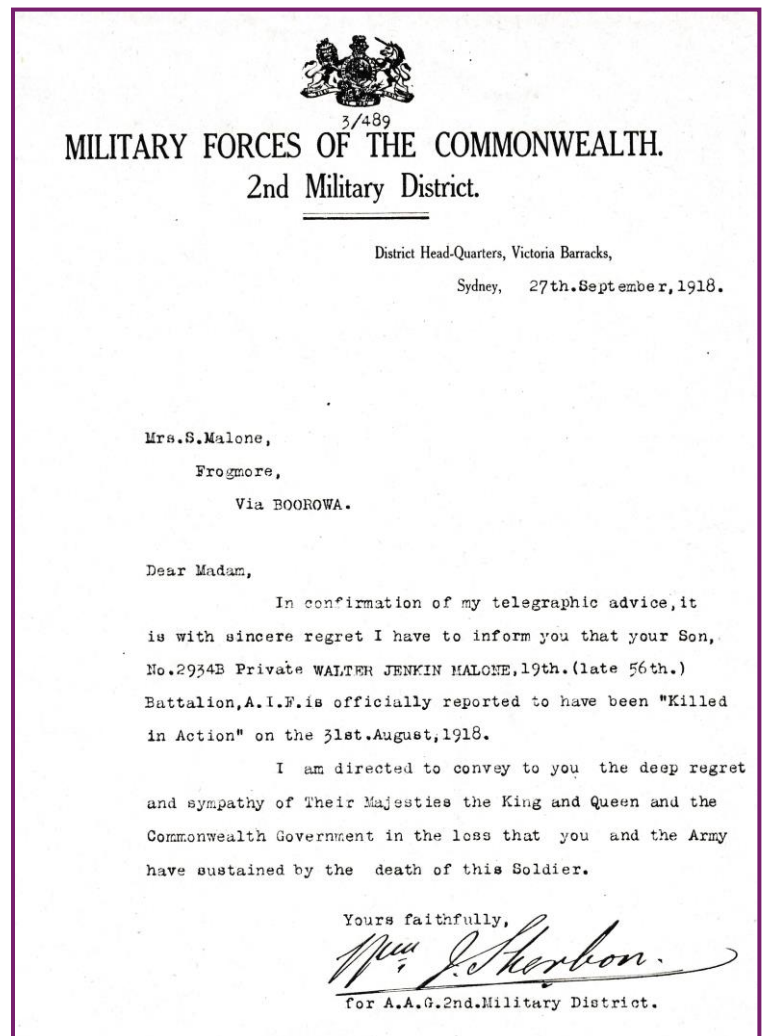 3/489
MILITARY FORCES OF THE COMMONWEALTH.
2nd Military District.
District Head-Quarters, Victoria Barracks,
Sydney, 27th.September,1918.
Mrs.S.Malone,
Frogmore,
Via BOOROWA.
Dear Madam,
In confirmation of my telegraphic advice,it
is with sincere regret I have to inform you that your Son,
No.2934B Private WALTER JENKIN MALONE,19th.(late 56th.)
Battalion,A.I.F.is officially reported to have been "Killed
in Action" on the 31st.August,1918.
I am directed to convey to you the deep regret
and sympathy of Their Majesties the King and Queen and the
Commonwealth Government in the loss that you and the Army
have sustained by the death of this Soldier.
Yours faithfully,
Wm J. Sherbon.
for A.A.G.2nd.Military District.